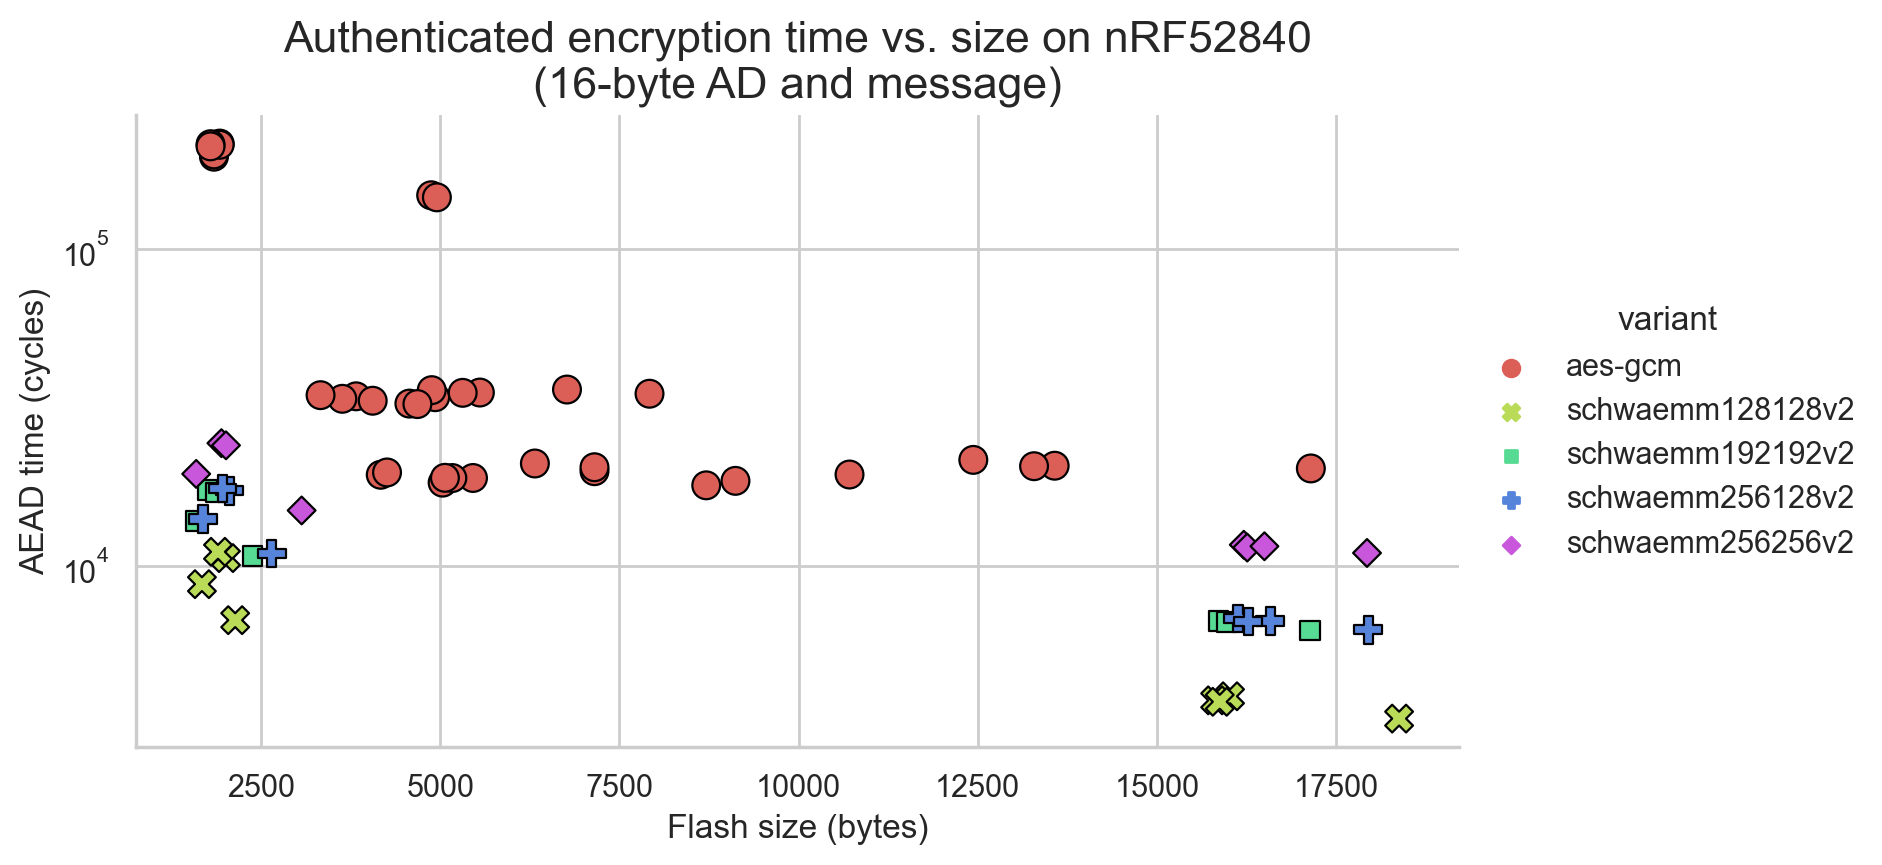 Authenticated encryption time vs. size on nRF52840
(16-byte AD and message)
10^5
10^4
AEAD time (cycles)
2500 5000 7500 10000 12500 15000 17500
Flash size (bytes)
variant
aes-gcm
schwaemm128128v2
schwaemm192192v2
schwaemm256128v2
schwaemm256256v2